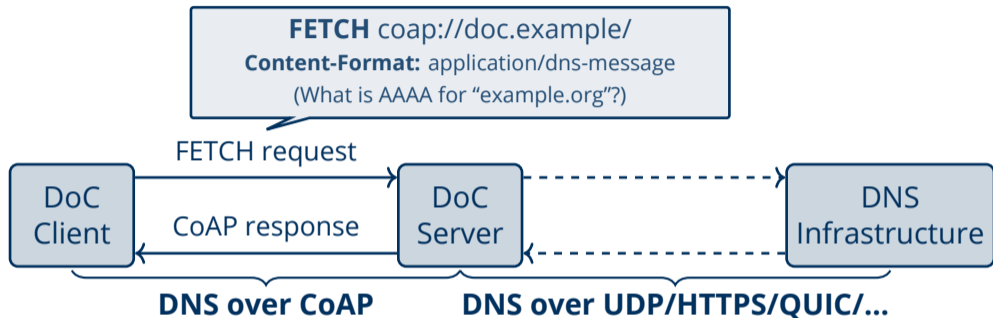 FETCH coap://doc.example/
Content-Format: application/dns-message
(What is AAAA for “example.org”?)
FETCH request
DoC
Client
DoC
Server
DNS
Infrastructure
CoAP response
DNS over CoAP
DNS over UDP/HTTPS/QUIC/...